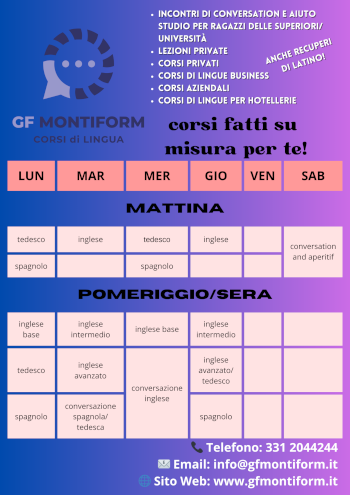 INCONTRI DI CONVERSATION E AIUTO
STUDIO PER RAGAZZI DELLE SUPERIORI/
UNIVERSITÀ
LEZIONI PRIVATE
CORSI PRIVATI
CORSI DI LINGUE BUSINESS
CORSI AZIENDALI
CORSI DI LINGUE PER HOTELLERIE
ANCHE RECUPERI
DI LATINO!
GF MONTIFORM
CORSI di LINGUA
corsi fatti su
misura per te!
LUN MAR MER GIO VEN SAB
MATTINA
tedesco inglese tedesco inglese
conversation
and aperitif
spagnolo spagnolo
POMERIGGIO/SERA
inglese
base
inglese
intermedio
inglese base
inglese
intermedio
tedesco
inglese
avanzato
conversazione
inglese
inglese
avanzato/
tedesco
spagnolo
conversazione
spagnola/
tedesca
spagnolo
Telefono: 331 2044244
Email: info@gfmontiform.it
Sito Web: www.gfmontiform.it